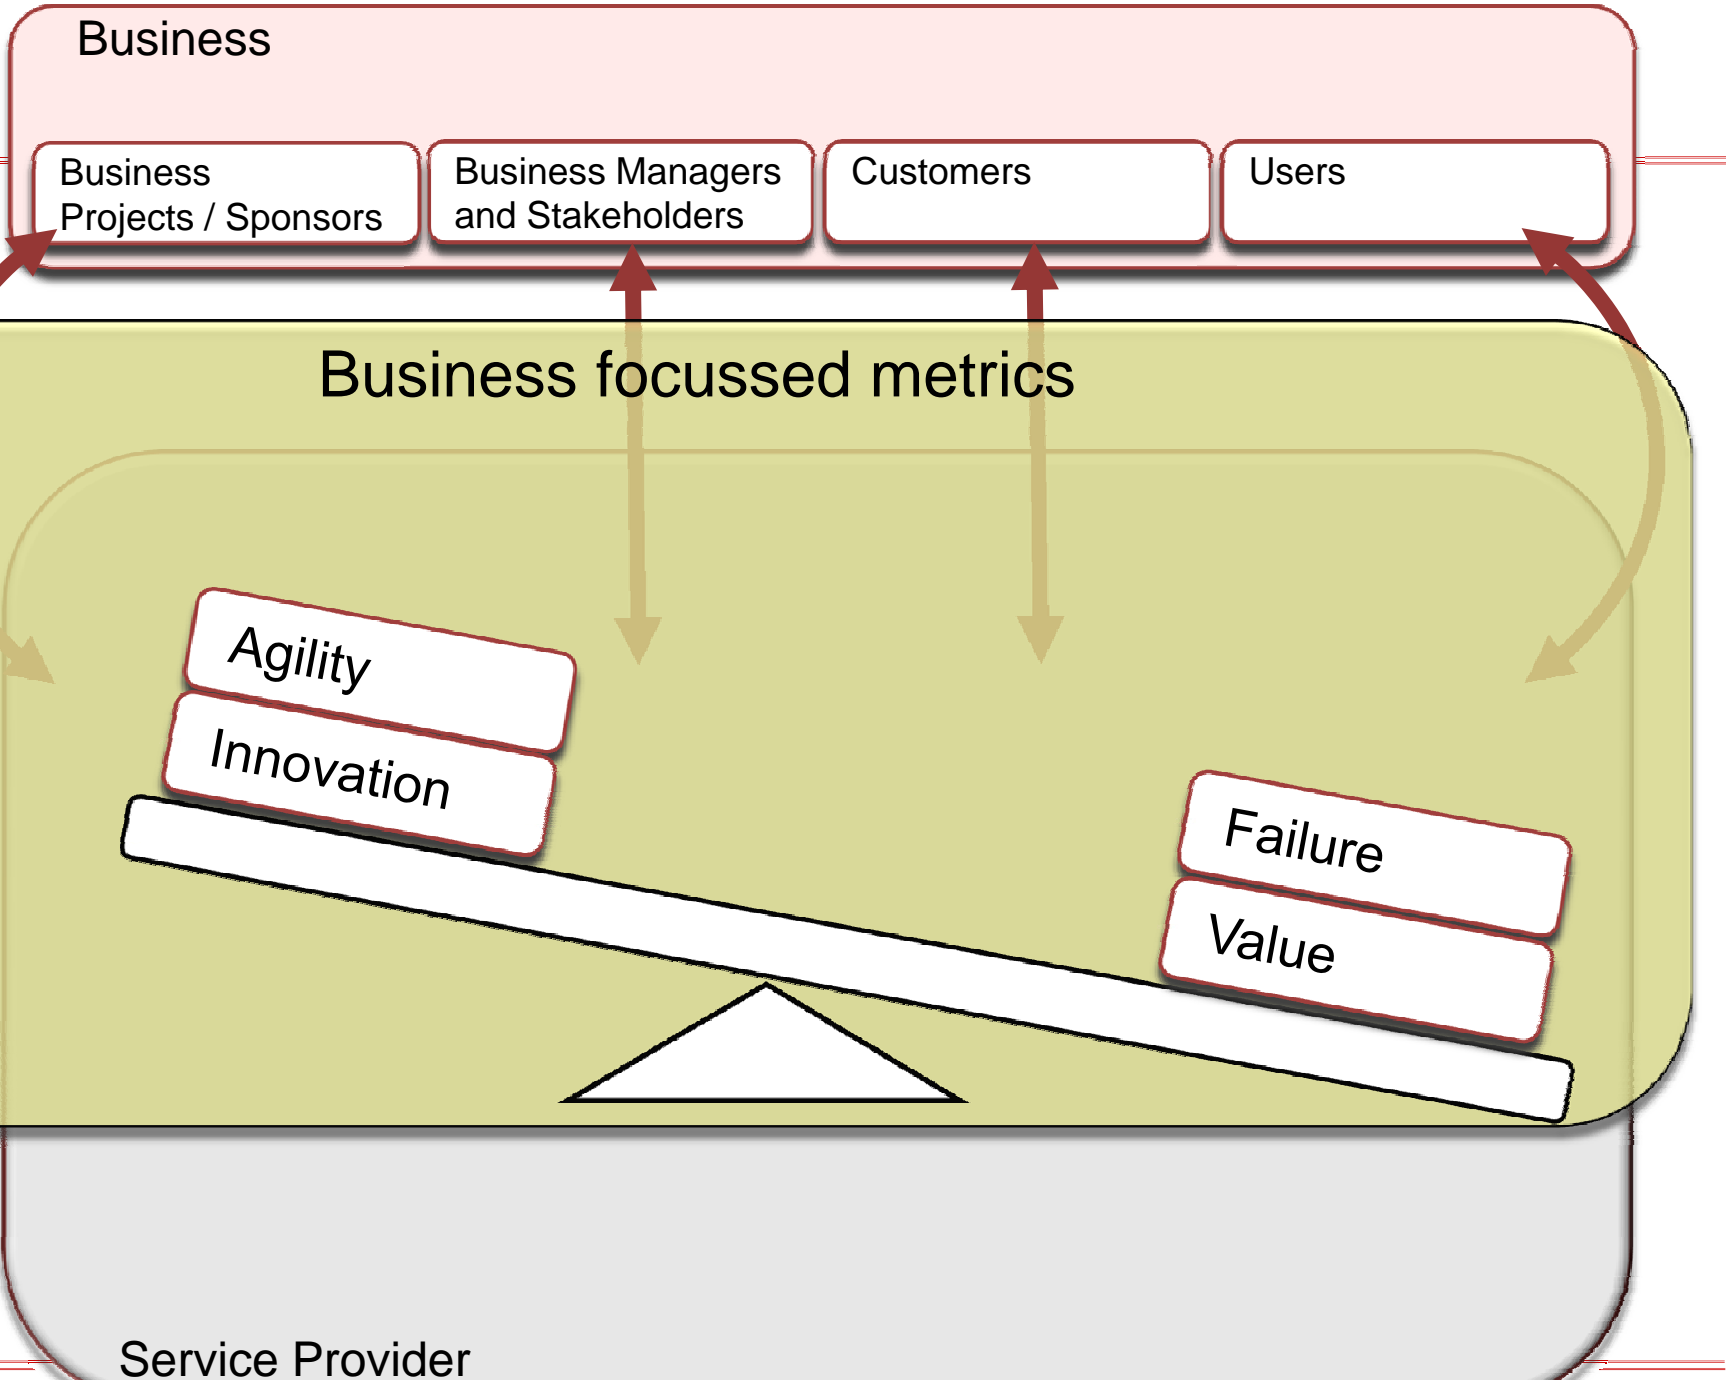 Business
Business
Projects / Sponsors
Business Managers
and Stakeholders
Customers
Users
Business focussed metrics
Agility
Innovation
Failure
Value
Service Provider